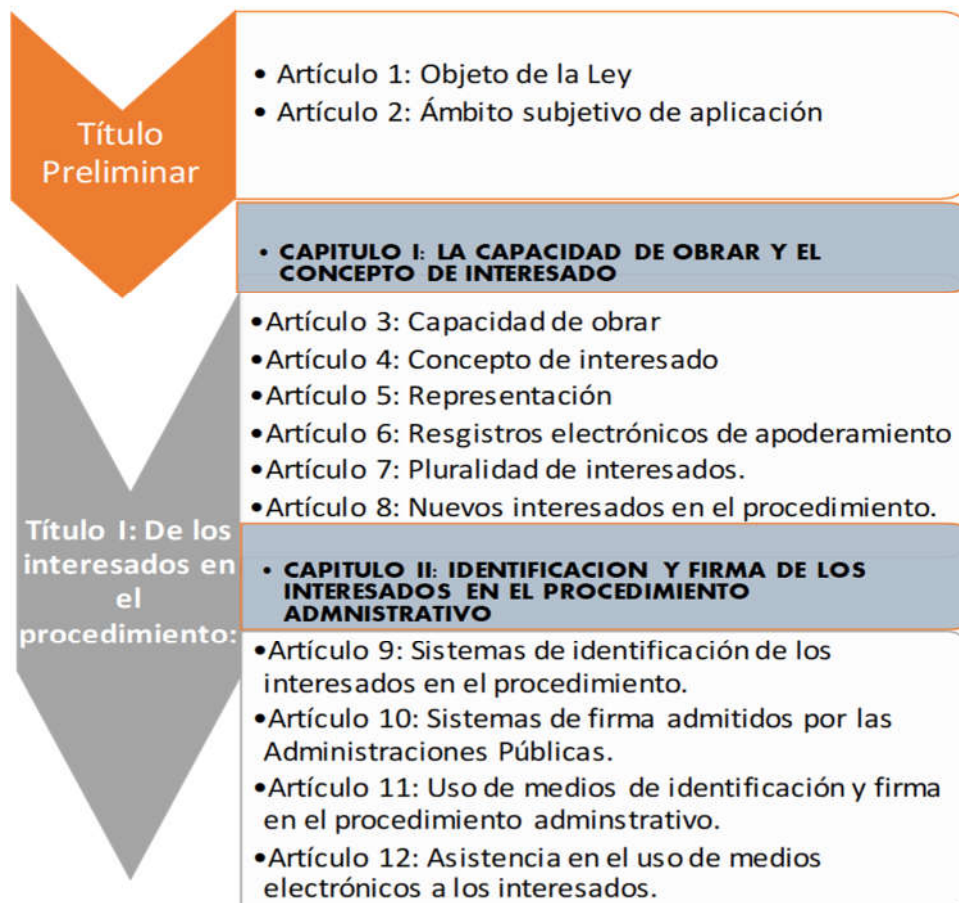 Título
Preliminar
• Artículo 1: Objeto de la Ley
• Artículo 2: Ámbito subjetivo de aplicación
Título I: De los
interesados en
el
procedimiento:
• CAPITULO I: LA CAPACIDAD DE OBRAR Y EL
CONCEPTO DE INTERESADO
•Artículo 3: Capacidad de obrar
•Artículo 4: Concepto de interesado
•Artículo 5: Representación
•Artículo 6: Resgistros electrónicos de apoderamiento
•Artículo 7: Pluralidad de interesados.
•Artículo 8: Nuevos interesados en el procedimiento.
• CAPITULO II: IDENTIFICACION Y FIRMA DE LOS
INTERESADOS EN EL PROCEDIMIENTO
ADMNISTRATIVO
•Artículo 9: Sistemas de identificación de los
interesados en el procedimiento.
•Artículo 10: Sistemas de firma admitidos por las
Administraciones Públicas.
•Artículo 11: Uso de medios de identificación y firma
en el procedimiento adminstrativo.
•Artículo 12: Asistencia en el uso de medios
electrónicos a los interesados.